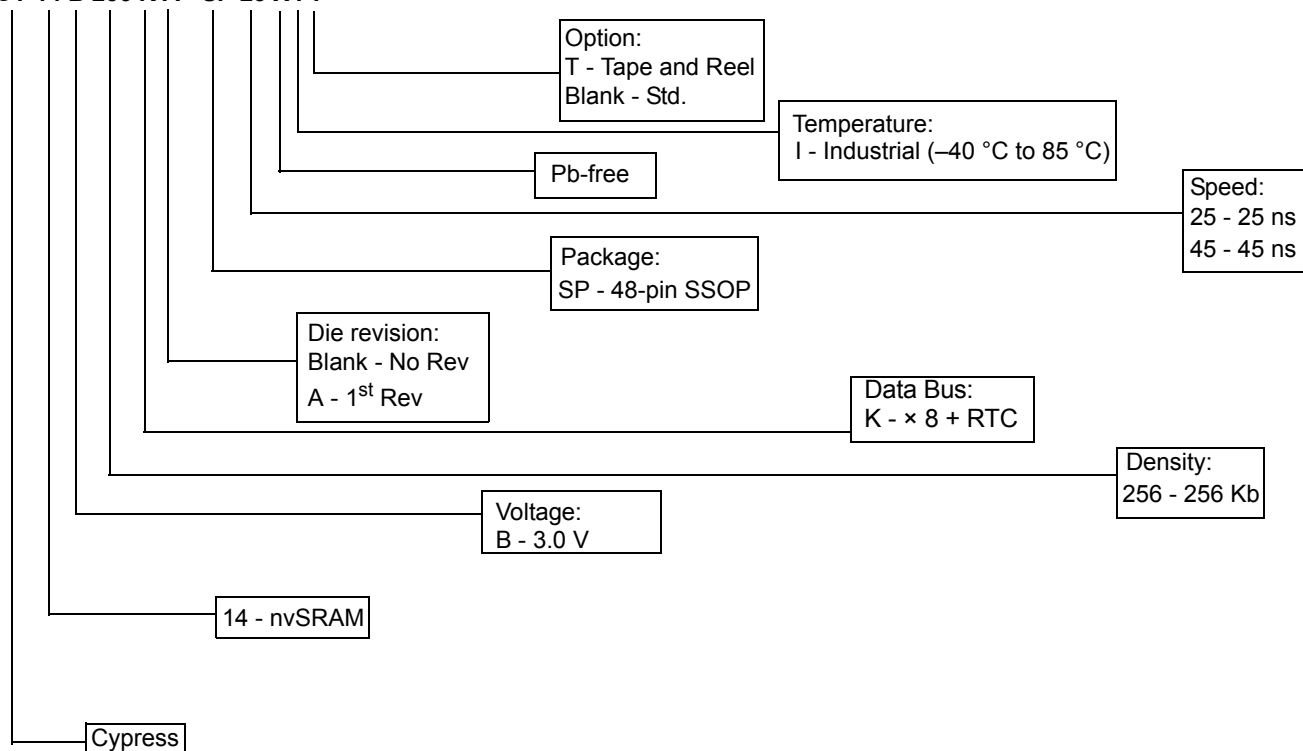 Option:
T - Tape and Reel
Blank - Std.
Temperature:
I - Industrial (–40 °C to 85 °C)
Pb-free
Speed:
25 - 25 ns
45 - 45 ns
Package:
SP - 48-pin SSOP
Die revision:
Blank - No Rev
A - 1st Rev
Data Bus:
K - × 8 + RTC
Density:
256 - 256 Kb
Voltage:
B - 3.0 V
14 - nvSRAM
Cypress